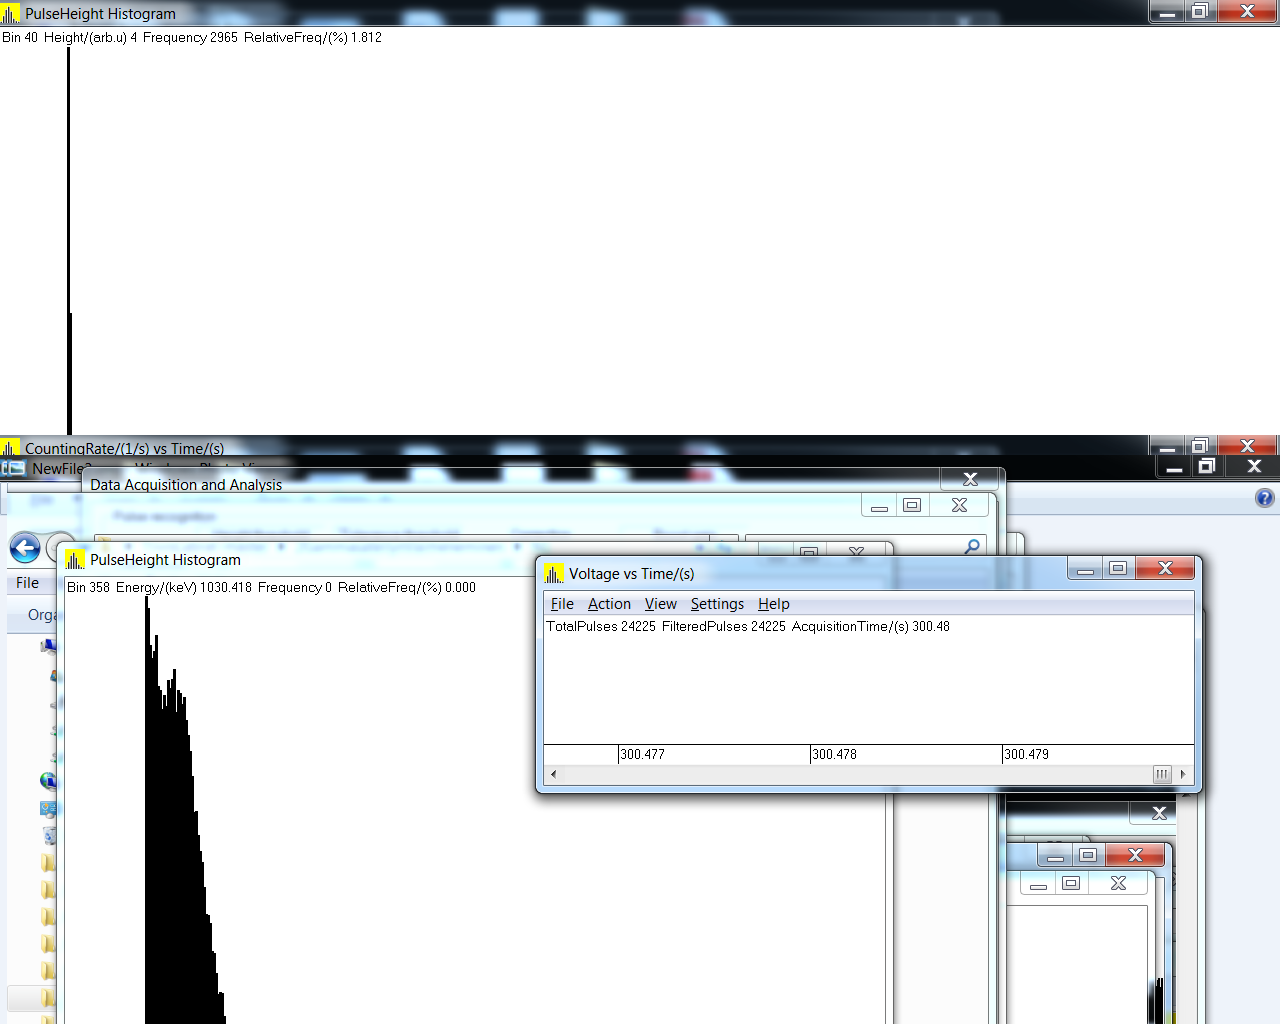 PulseHeight Histogram
Bin 40 Height/(arb.u) 4 Frequency 2965 RelativeFreq/(%) 1.812
CountingRate/(1/s) vs Time/(s)
Data Acquisition and Analysis
PulseHeight Histogram
Bin 358 Energy/(keV) 1030.418 Frequency 0 RelativeFreq/(%) 0.000
File
Orga
Voltage vs Time/(s)
File Action View Settings Help
TotalPulses 24225 FilteredPulses 24225 AcquisitionTime/(s) 300.48
300.477 300.478 300.479